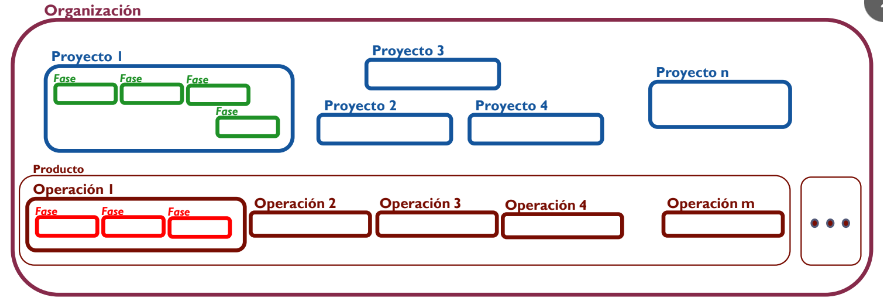 Organización
Proyecto 1
Fase Fase Fase
Fase
Proyecto 3
Proyecto 2 Proyecto 4
Proyecto n
Producto
Operación 1
Fase Fase Fase
Operación 2 Operación 3 Operación 4 Operación m